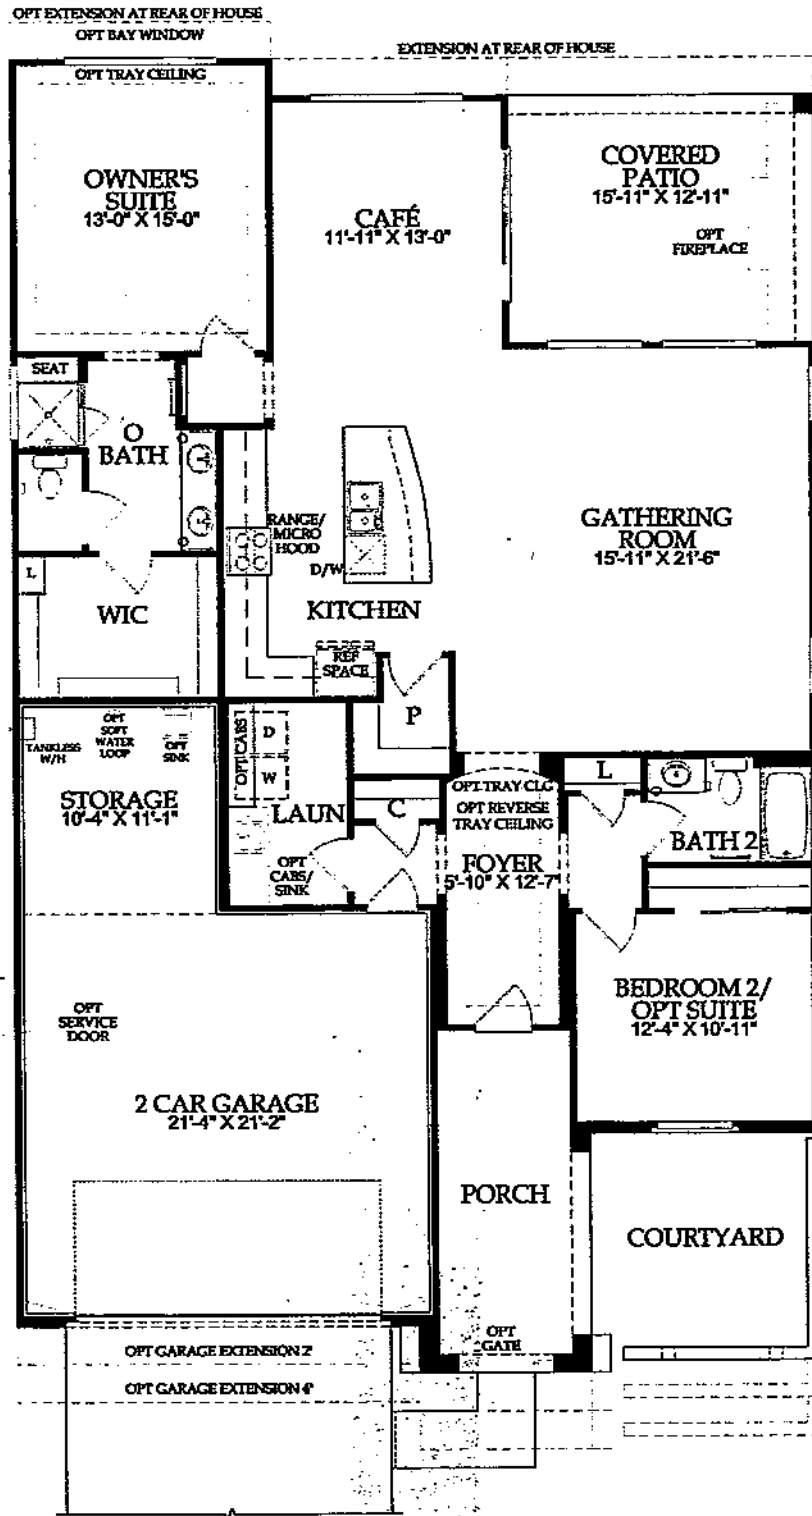 OPT EXTENSION AT REAR OF HOUSE
OPT BAY WINDOW
EXTENSION AT REAR OF HOUSE
OPT TRAY CEILING
OWNER'S
SUITE
13'-0" X 15'-0"
CAFÉ
11'-11" X 13'-0"
COVERED
PATIO
15'-11" X 12'-11"
OPT
FIREPLACE
SEAT
O
BATH
RANGE/
MICRO
HOOD
D/W
GATHERING
ROOM
15'-11" X 21'-6"
L
WIC
KITCHEN
REF
SPACE
P
TANKLESS
W/H
OPT
SOFT
WATER
LOOP
OPT
SINK
STORAGE
10'-4" X 11'-1"
OPT CABS
D
W
LAUN
OPT
CABS/
SINK
C
OPT TRAY CLG
OPT REVERSE
TRAY CEILING
FOYER
5'-10" X 12'-7"
L
BATH 2
BEDROOM 2/
OPT SUITE
12'-4" X 10'-11"
OPT
SERVICE
DOOR
2 CAR GARAGE
21'-4" X 21'-2"
PORCH
COURTYARD
OPT
GATE
OPT GARAGE EXTENSION 2'
OPT GARAGE EXTENSION 4'